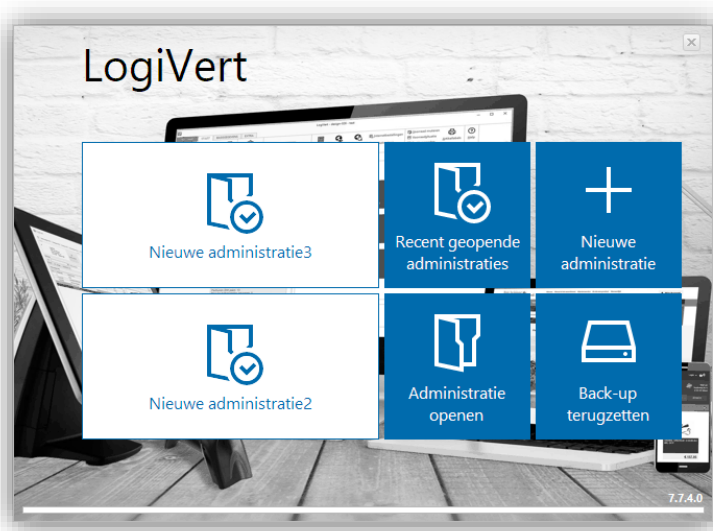 LogiVert
Nieuwe administratie3
Recent geopende
administraties
Nieuwe
administratie
Nieuwe administratie2
Administratie
openen
Back-up
terugzetten
7.7.4.0